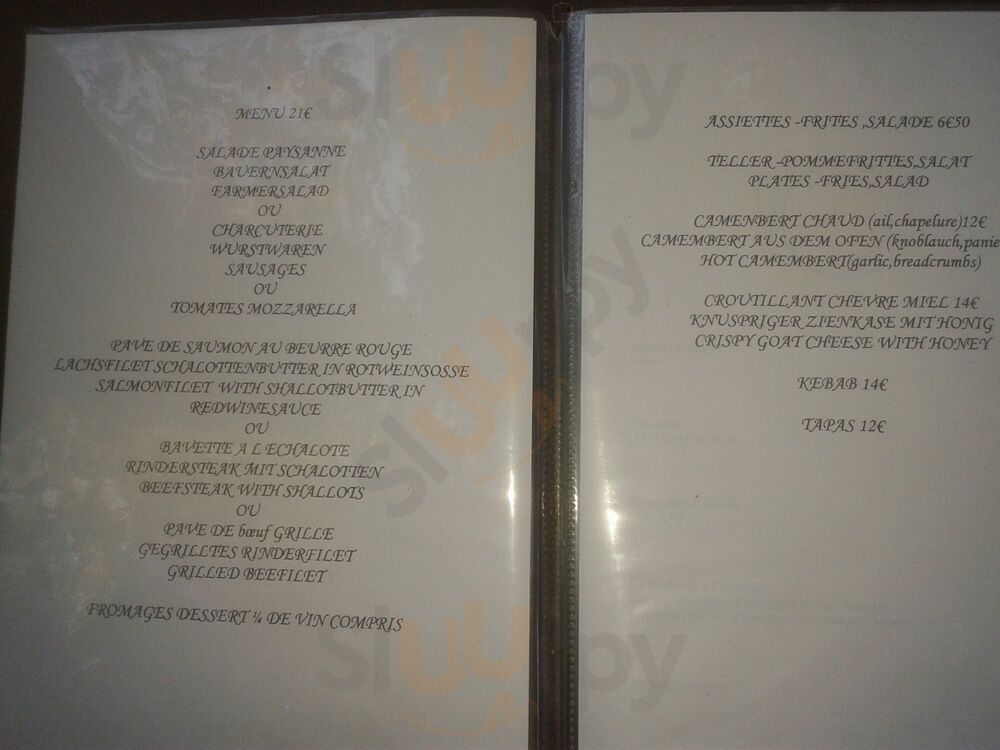 MENU 21€
SALADE PAYSANNE
BAUERNSALAT
FARMERSALAD
OU
CHARCUTERIE
WURSTWAREN
SAUSAGES
OU
TOMATES MOZZARELLA
PAVE DE SAUMON AU BEURRE ROUGE
LACHSFILET SCHALOTTENBUTTER IN ROTWEINSOSSE
SALMONFILET WITH SHALLOTBUTTER IN
REDWINESAUCE
OU
BAVETTE A L ECHALOTE
RINDERSTEAK MIT SCHALOTTEN
BEEFSTEAK WITH SHALLOTS
OU
PAVE DE bœuf GRILLE
GEGRILLTES RINDERFILET
GRILLED BEEFILET
FROMAGES DESSERT ¼ DE VIN COMPRIS
ASSIETTES -FRITES ,SALADE 6€50
TELLER -POMMEFRITTES,SALAT
PLATES -FRIES,SALAD
CAMENBERT CHAUD (ail,chapelure)12€
CAMEMBERT AUS DEM OFEN (knoblauch,panie
HOT CAMEMBERT(garlic,breadcrumbs)
CROUTILLANT CHEVRE MIEL 14€
KNUSPRIGER ZIENKASE MIT HONIG
CRISPY GOAT CHEESE WITH HONEY
KEBAB 14€
TAPAS 12€
sluurpy
sluurpy
sluurpy